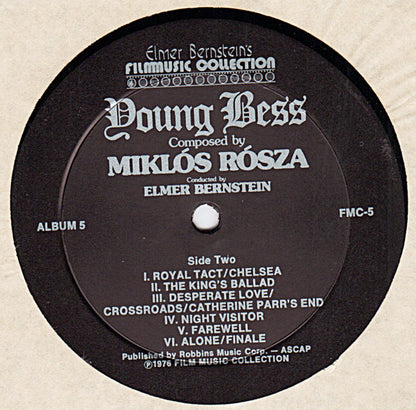 Elmer Bernstein's
FILMMUSIC COLLECTION
Young Bess
Composed by
MIKLÓS RÓSZA
Conducted by
ELMER BERNSTEIN
ALBUM 5
FMC-5
Side Two
I. ROYAL TACT/CHELSEA
II. THE KING'S BALLAD
III. DESPERATE LOVE/
CROSSROADS/CATHERINE PARR'S END
IV. NIGHT VISITOR
V. FAREWELL
VI. ALONE/FINALE
Published by Robbins Music Corp. — ASCAP
Ⓟ1976 FILM MUSIC COLLECTION